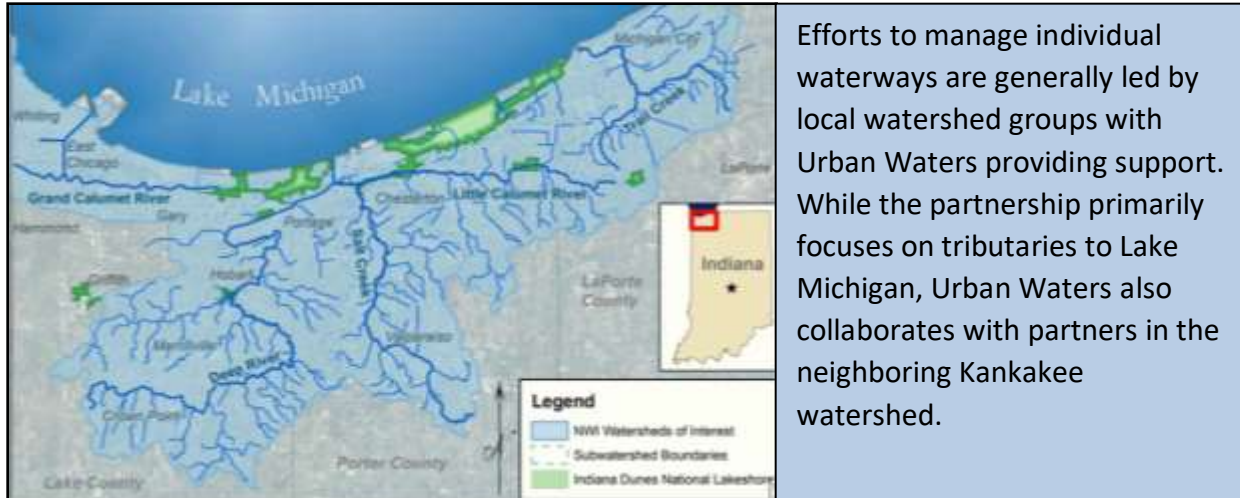 Michigan City
Lake Michigan
Whiting
East
Chicago
Trail Creek
LaPorte
Grand Calumet River
Gary
Chesterton
Little Calumet River
Hammond
Portage
Salt Creek
Griffith
Hobart
Indiana
LaPorte
County
Merrillville
Valparaiso
Deep River
Crown Point
Porter County
Lake County
Legend
NWI Watersheds of Interest
Subwatershed Boundaries
Indiana Dunes National Lakeshore
Efforts to manage individual
waterways are generally led by
local watershed groups with
Urban Waters providing support.
While the partnership primarily
focuses on tributaries to Lake
Michigan, Urban Waters also
collaborates with partners in the
neighboring Kankakee
watershed.